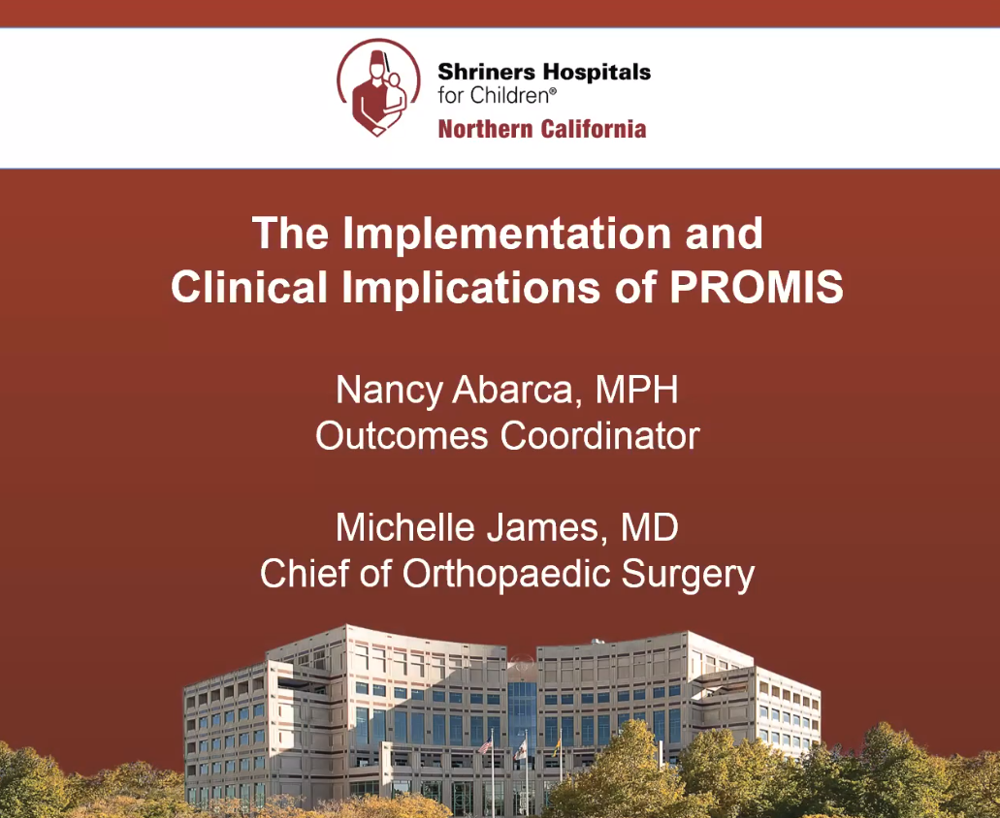 Shriners Hospitals
for Children®
Northern California
The Implementation and
Clinical Implications of PROMIS
Nancy Abarca, MPH
Outcomes Coordinator
Michelle James, MD
Chief of Orthopaedic Surgery